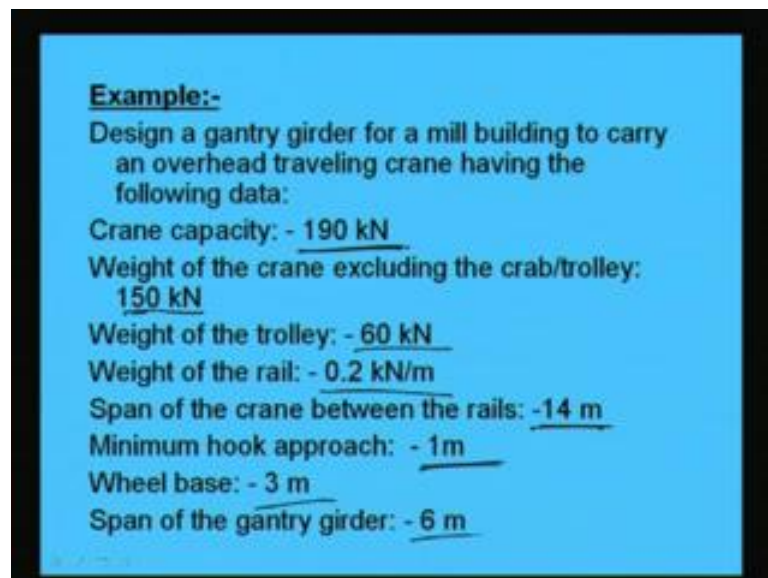 Example:-
Design a gantry girder for a mill building to carry
an overhead traveling crane having the
following data:
Crane capacity: - 190 kN
Weight of the crane excluding the crab/trolley:
150 kN
Weight of the trolley: - 60 kN
Weight of the rail: - 0.2 kN/m
Span of the crane between the rails: -14 m
Minimum hook approach: - 1m
Wheel base: - 3 m
Span of the gantry girder: - 6 m